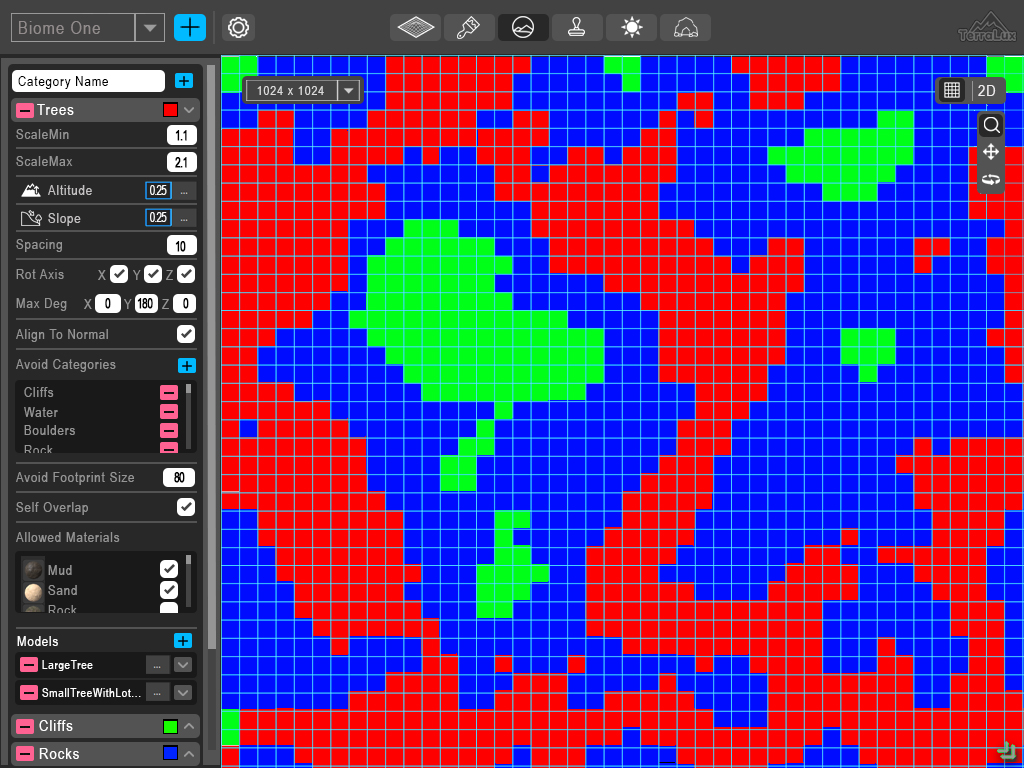 Biome One
TerraLux
Category Name
1024 x 1024
2D
Trees
ScaleMin 1.1
ScaleMax 2.1
Altitude 0.25 ...
Slope 0.25 ...
Spacing 10
Rot Axis X Y Z
Max Deg X 0 Y 180 Z 0
Align To Normal
Avoid Categories
Cliffs
Water
Boulders
Rock
Avoid Footprint Size 80
Self Overlap
Allowed Materials
Mud
Sand
Rock
Models
LargeTree ...
SmallTreeWithLot... ...
Cliffs
Rocks